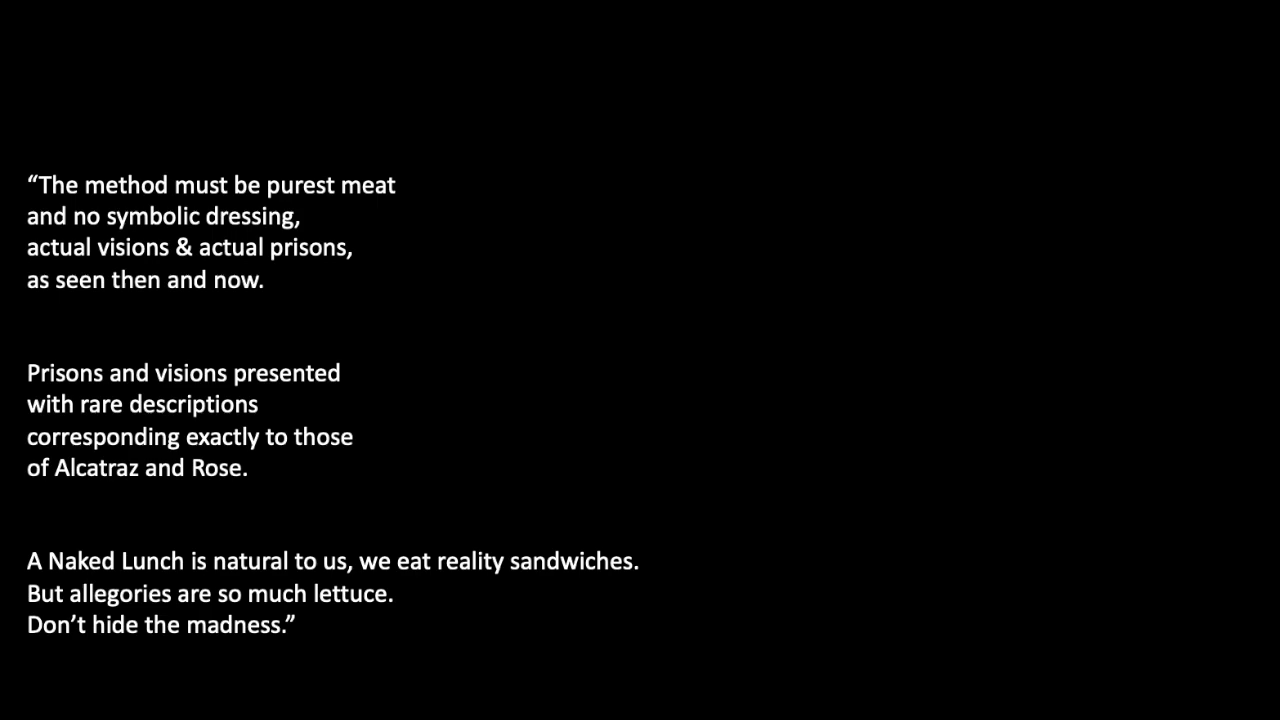 “The method must be purest meat
and no symbolic dressing,
actual visions & actual prisons,
as seen then and now.
Prisons and visions presented
with rare descriptions
corresponding exactly to those
of Alcatraz and Rose.
A Naked Lunch is natural to us, we eat reality sandwiches.
But allegories are so much lettuce.
Don’t hide the madness.”